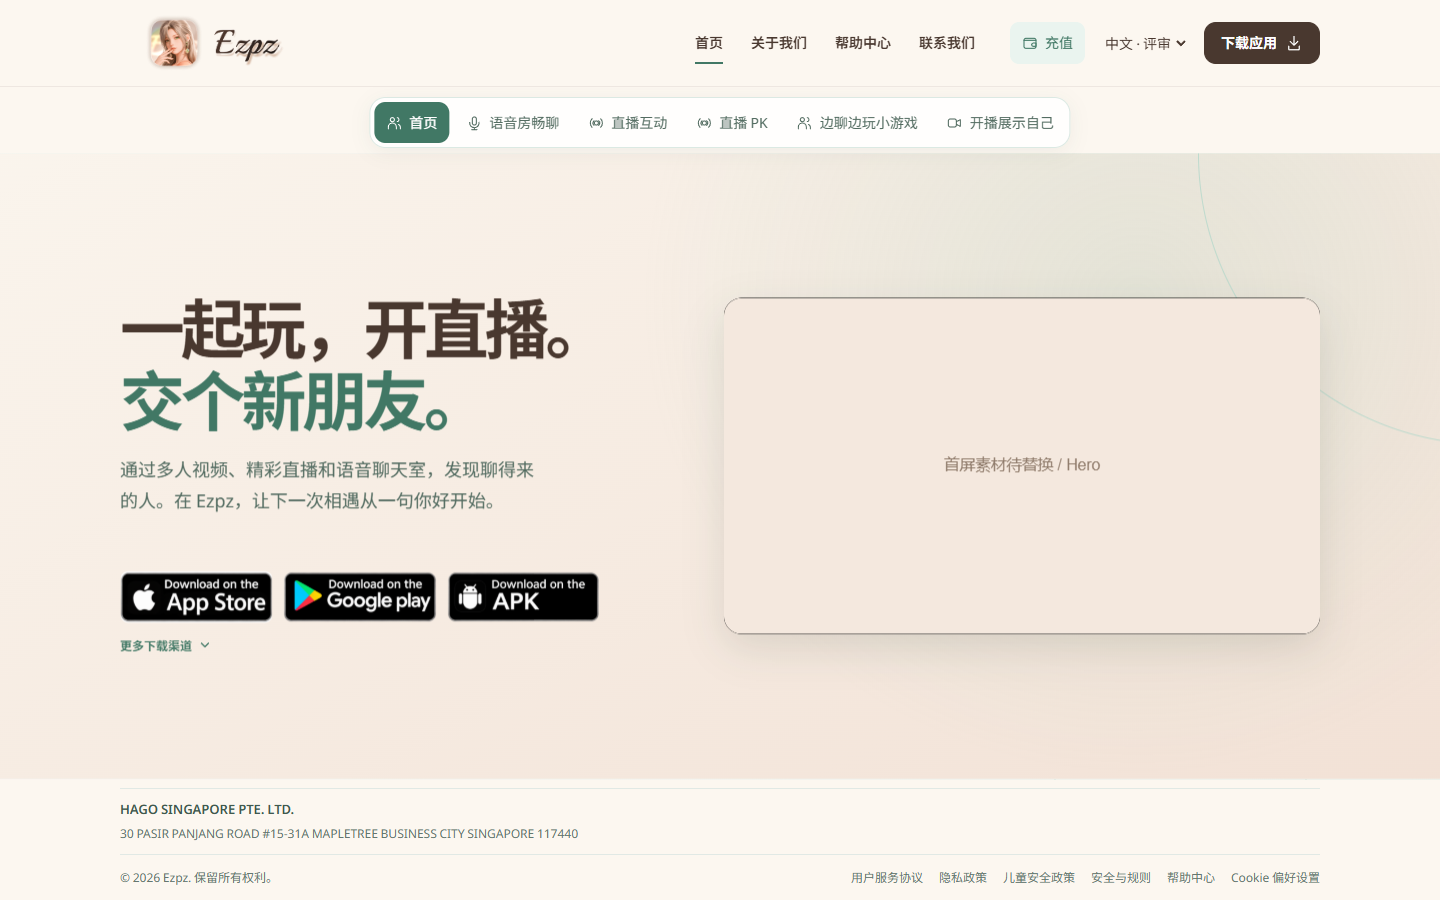 Ezpz
首页
关于我们
帮助中心
联系我们
充值
中文 · 评审
下载应用
首页
语音房畅聊
直播互动
直播 PK
边聊边玩小游戏
开播展示自己
一起玩，开直播。
交个新朋友。
通过多人视频、精彩直播和语音聊天室，发现聊得来
的人。在 Ezpz，让下一次相遇从一句你好开始。
首屏素材待替换 / Hero
Download on the
App Store
Download on the
Google play
Download on the
APK
更多下载渠道
HAGO SINGAPORE PTE. LTD.
30 PASIR PANJANG ROAD #15-31A MAPLETREE BUSINESS CITY SINGAPORE 117440
© 2026 Ezpz. 保留所有权利。
用户服务协议
隐私政策
儿童安全政策
安全与规则
帮助中心
Cookie 偏好设置